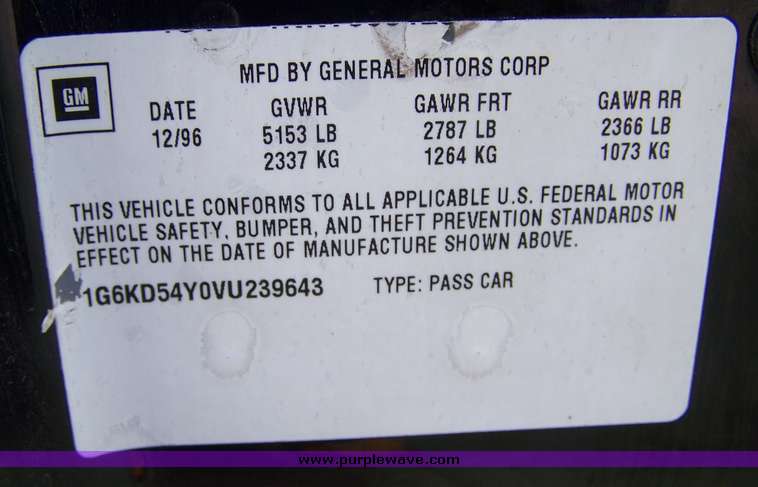 MFD BY GENERAL MOTORS CORP
GM
DATE GVWR GAWR FRT GAWR RR
12/96 5153 LB 2787 LB 2366 LB
2337 KG 1264 KG 1073 KG
THIS VEHICLE CONFORMS TO ALL APPLICABLE U.S. FEDERAL MOTOR
VEHICLE SAFETY, BUMPER, AND THEFT PREVENTION STANDARDS IN
EFFECT ON THE DATE OF MANUFACTURE SHOWN ABOVE.
1G6KD54Y0VU239643 TYPE: PASS CAR
www.purplewave.com